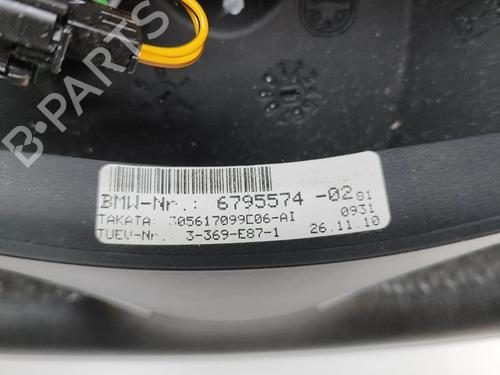 B-PARTS
BMW-Nr.: 6795574 -02 81
TAKATA: 305617099E06-AI 0931
TUEV-Nr.: 3-369-E87-1 26.11.10